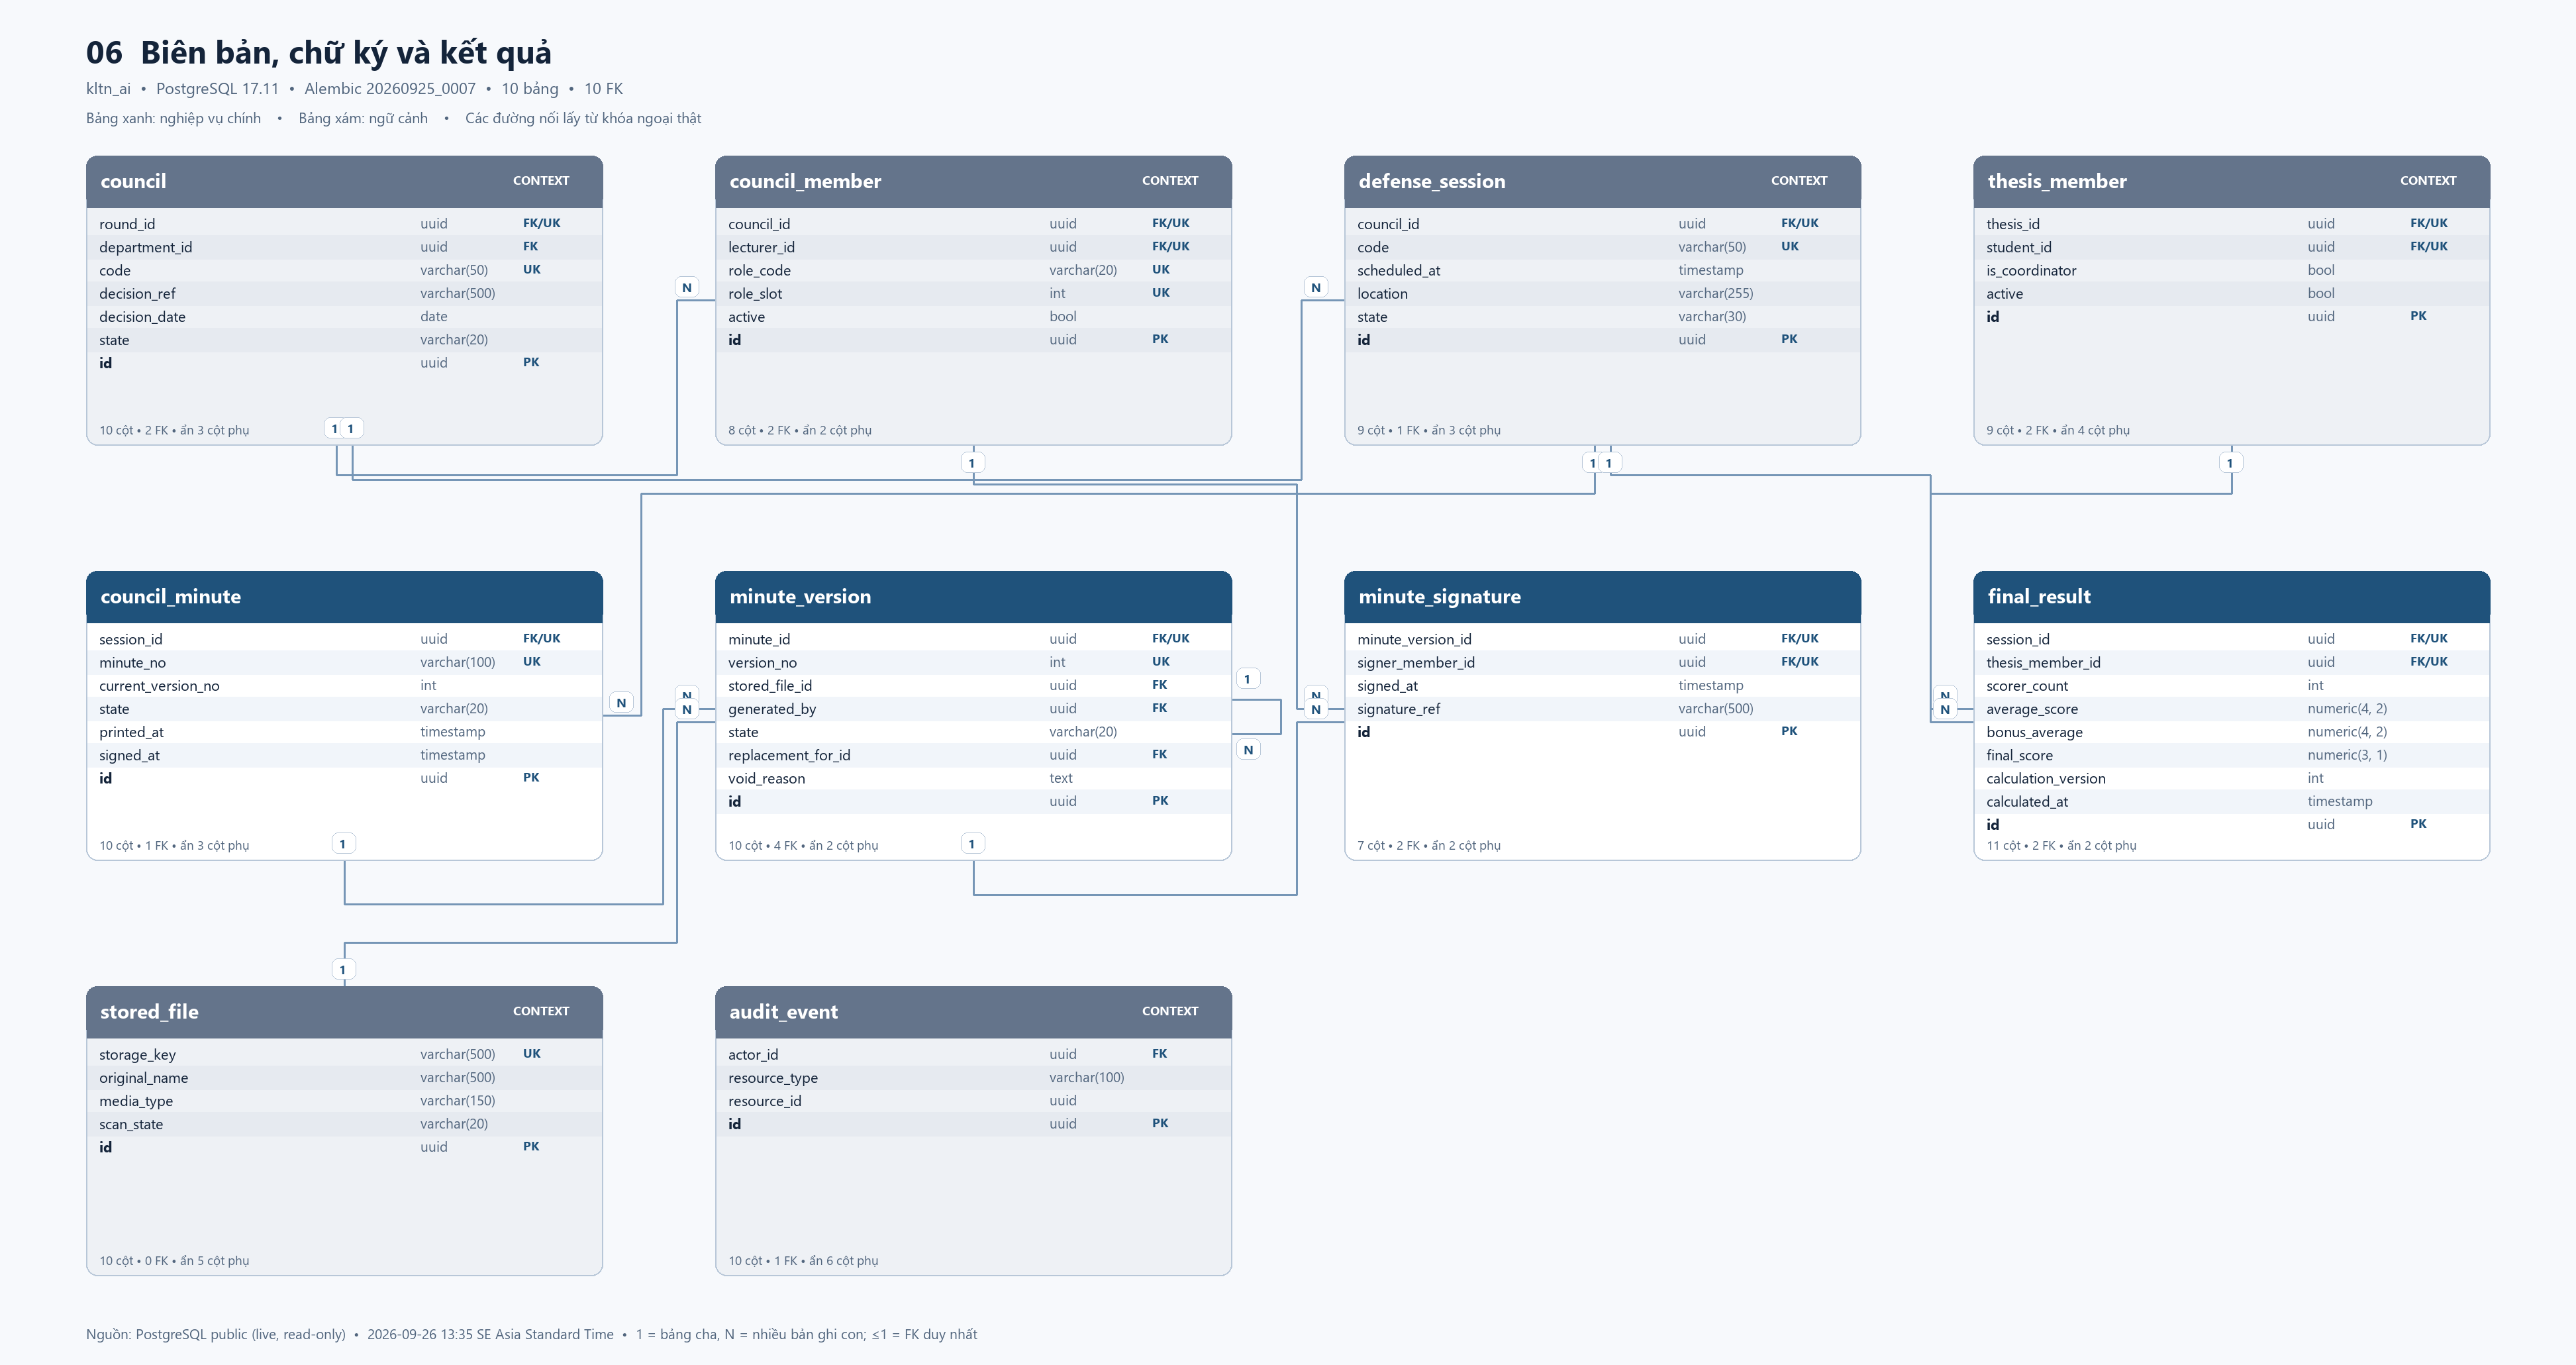 06 Biên bản, chữ ký và kết quả
kltn_ai • PostgreSQL 17.11 • Alembic 20260925_0007 • 10 bảng • 10 FK
Bảng xanh: nghiệp vụ chính • Bảng xám: ngữ cảnh • Các đường nối lấy từ khóa ngoại thật
council CONTEXT
round_id uuid FK/UK
department_id uuid FK
code varchar(50) UK
decision_ref varchar(500)
decision_date date
state varchar(20)
id uuid PK
10 cột • 2 FK • ẩn 3 cột phụ
1 1
council_member CONTEXT
council_id uuid FK/UK
lecturer_id uuid FK/UK
role_code varchar(20) UK
role_slot int UK
active bool
id uuid PK
8 cột • 2 FK • ẩn 2 cột phụ
N
1
defense_session CONTEXT
council_id uuid FK/UK
code varchar(50) UK
scheduled_at timestamp
location varchar(255)
state varchar(30)
id uuid PK
9 cột • 1 FK • ẩn 3 cột phụ
N
1 1
thesis_member CONTEXT
thesis_id uuid FK/UK
student_id uuid FK/UK
is_coordinator bool
active bool
id uuid PK
9 cột • 2 FK • ẩn 4 cột phụ
1
council_minute
session_id uuid FK/UK
minute_no varchar(100) UK
current_version_no int
state varchar(20)
printed_at timestamp
signed_at timestamp
id uuid PK
10 cột • 1 FK • ẩn 3 cột phụ
N
1
minute_version
minute_id uuid FK/UK
version_no int UK
stored_file_id uuid FK
generated_by uuid FK
state varchar(20)
replacement_for_id uuid FK
void_reason text
id uuid PK
10 cột • 4 FK • ẩn 2 cột phụ
N
N
1
1
N
minute_signature
minute_version_id uuid FK/UK
signer_member_id uuid FK/UK
signed_at timestamp
signature_ref varchar(500)
id uuid PK
7 cột • 2 FK • ẩn 2 cột phụ
N
N
final_result
session_id uuid FK/UK
thesis_member_id uuid FK/UK
scorer_count int
average_score numeric(4, 2)
bonus_average numeric(4, 2)
final_score numeric(3, 1)
calculation_version int
calculated_at timestamp
id uuid PK
11 cột • 2 FK • ẩn 2 cột phụ
N
N
1
stored_file CONTEXT
storage_key varchar(500) UK
original_name varchar(500)
media_type varchar(150)
scan_state varchar(20)
id uuid PK
10 cột • 0 FK • ẩn 5 cột phụ
audit_event CONTEXT
actor_id uuid FK
resource_type varchar(100)
resource_id uuid
id uuid PK
10 cột • 1 FK • ẩn 6 cột phụ
Nguồn: PostgreSQL public (live, read-only) • 2026-09-26 13:35 SE Asia Standard Time • 1 = bảng cha, N = nhiều bản ghi con; ≤1 = FK duy nhất